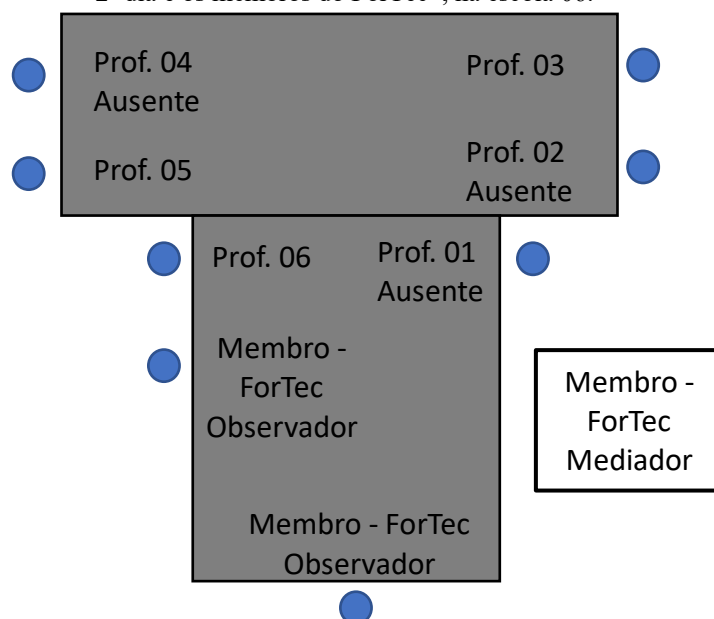 Prof. 04
Ausente
Prof. 03
Prof. 05
Prof. 02
Ausente
Prof. 06
Prof. 01
Ausente
Membro -
ForTec
Observador
Membro -
ForTec
Mediador
Membro - ForTec
Observador